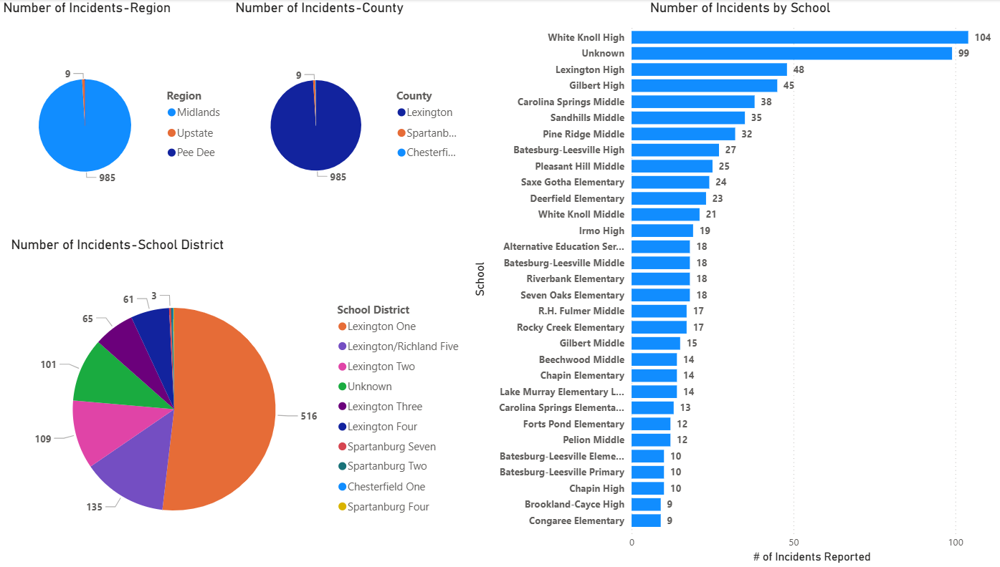 Number of Incidents-Region
9
985
Region
Midlands
Upstate
Pee Dee
Number of Incidents-County
9
985
County
Lexington
Spartanb...
Chesterfi...
Number of Incidents-School District
516
135
109
101
65
61
3
School District
Lexington One
Lexington/Richland Five
Lexington Two
Unknown
Lexington Three
Lexington Four
Spartanburg Seven
Spartanburg Two
Chesterfield One
Spartanburg Four
Number of Incidents by School
School
White Knoll High 104
Unknown 99
Lexington High 48
Gilbert High 45
Carolina Springs Middle 38
Sandhills Middle 35
Pine Ridge Middle 32
Batesburg-Leesville High 27
Pleasant Hill Middle 25
Saxe Gotha Elementary 24
Deerfield Elementary 23
White Knoll Middle 21
Irmo High 19
Alternative Education Ser... 18
Batesburg-Leesville Middle 18
Riverbank Elementary 18
Seven Oaks Elementary 18
R.H. Fulmer Middle 17
Rocky Creek Elementary 17
Gilbert Middle 15
Beechwood Middle 14
Chapin Elementary 14
Lake Murray Elementary L... 14
Carolina Springs Elementa... 13
Forts Pond Elementary 12
Pelion Middle 12
Batesburg-Leesville Eleme... 10
Batesburg-Leesville Primary 10
Chapin High 10
Brookland-Cayce High 9
Congaree Elementary 9
0 50 100
# of Incidents Reported